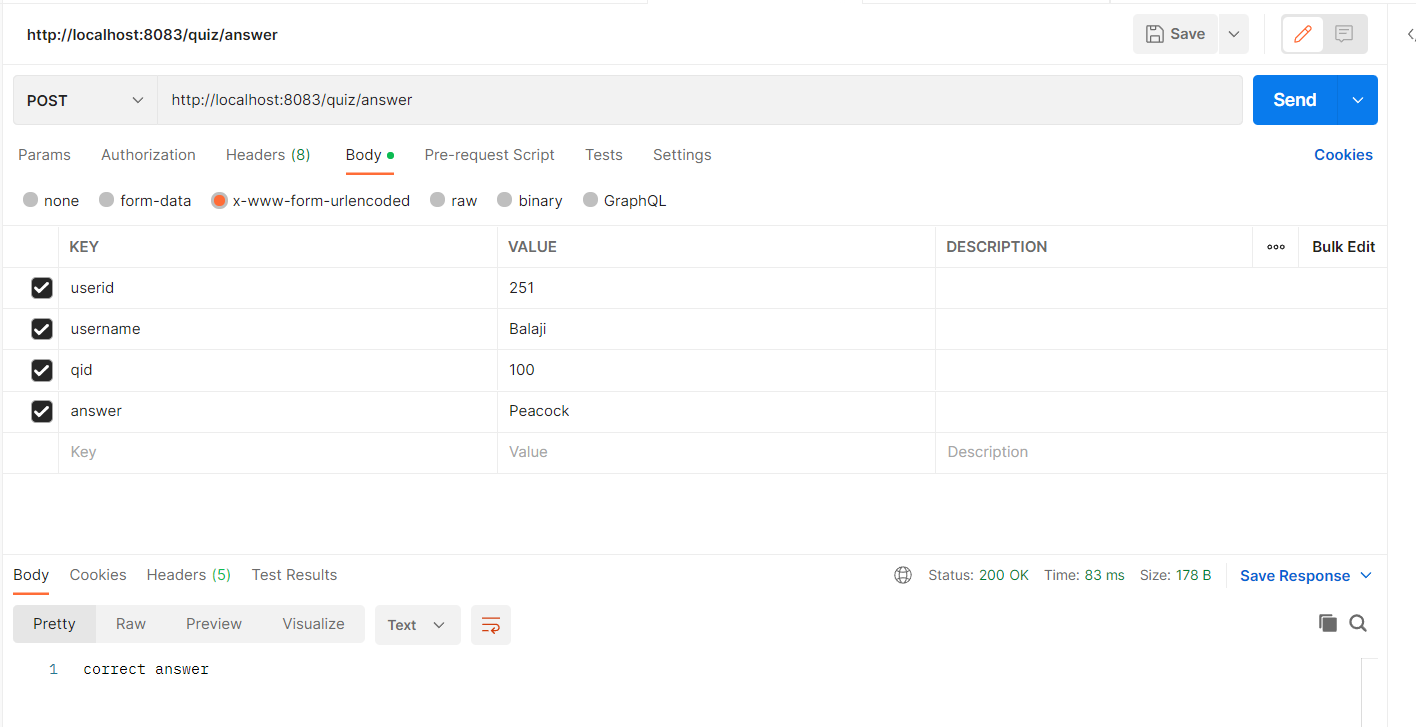 http://localhost:8083/quiz/answer Save
POST http://localhost:8083/quiz/answer Send
Params Authorization Headers (8) Body Pre-request Script Tests Settings Cookies
none form-data x-www-form-urlencoded raw binary GraphQL
KEY VALUE DESCRIPTION ooo Bulk Edit
userid 251
username Balaji
qid 100
answer Peacock
Key Value Description
Body Cookies Headers (5) Test Results Status: 200 OK Time: 83 ms Size: 178 B Save Response
Pretty Raw Preview Visualize Text
1 correct answer